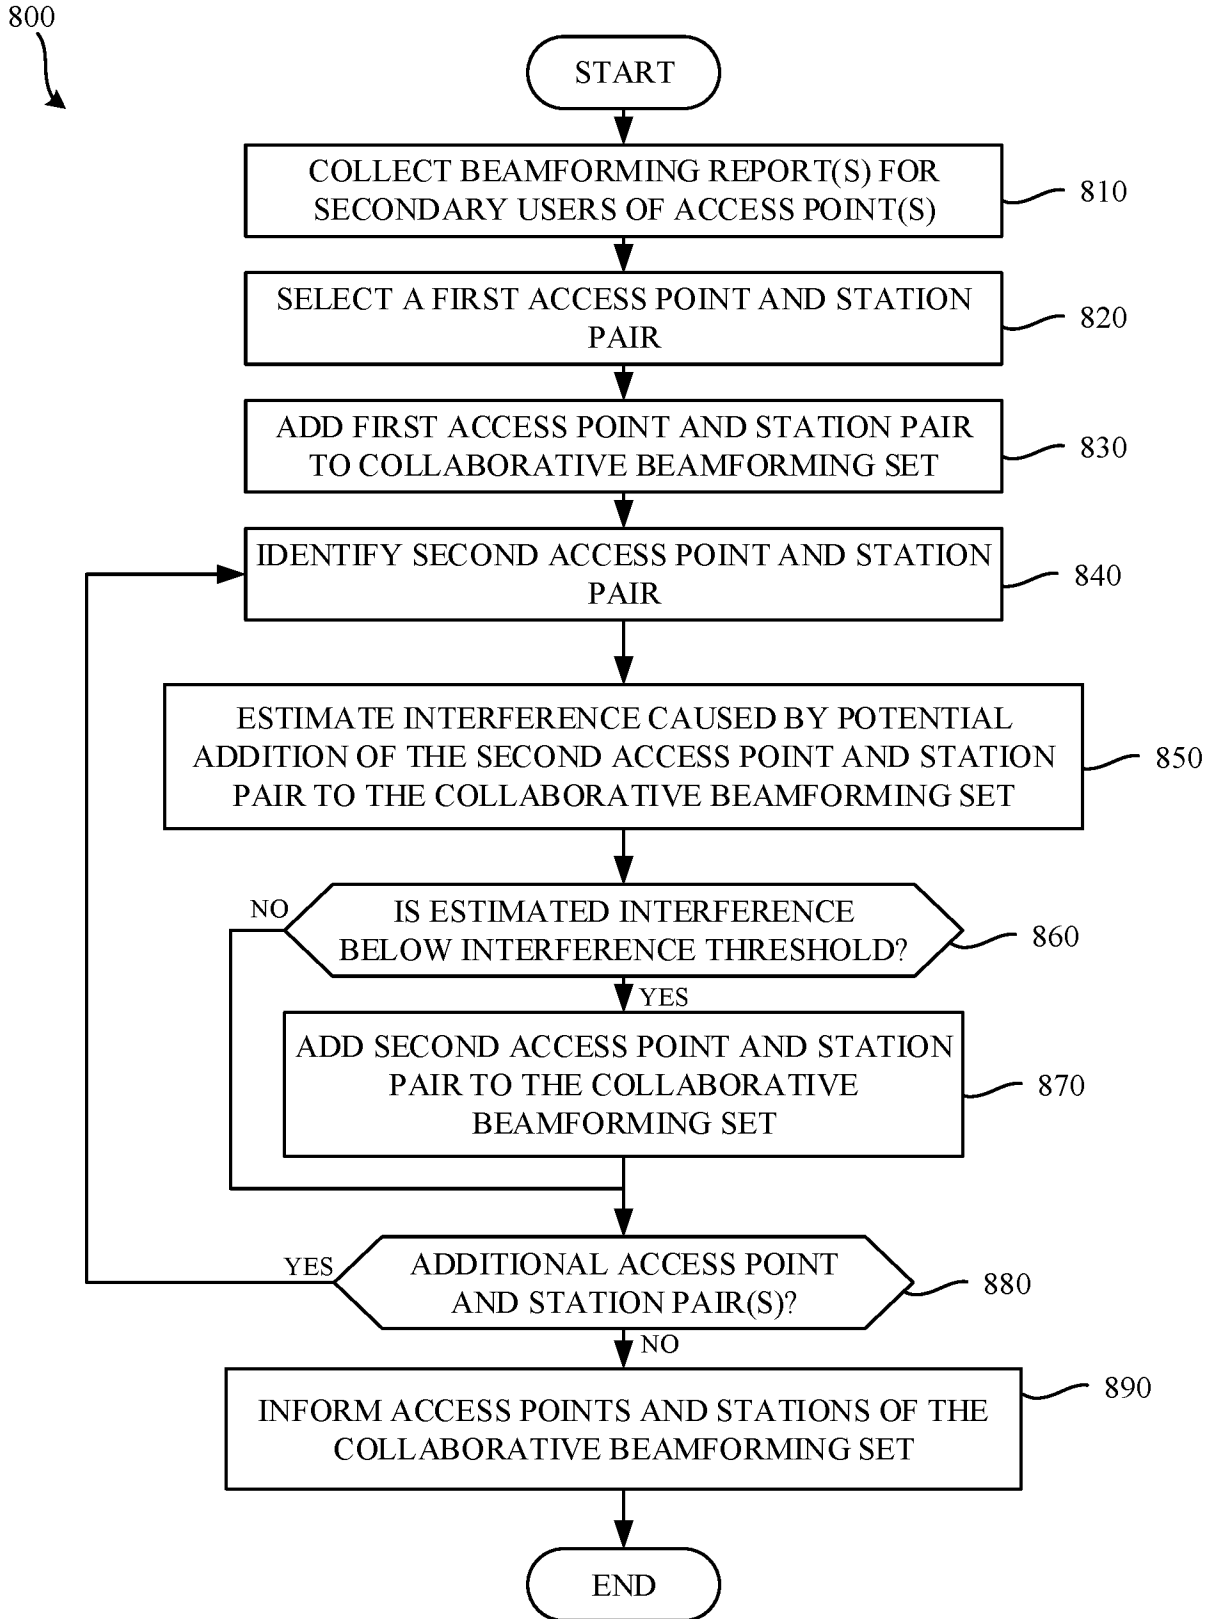 800
START
COLLECT BEAMFORMING REPORT(S) FOR
SECONDARY USERS OF ACCESS POINT(S)
810
SELECT A FIRST ACCESS POINT AND STATION
PAIR
820
ADD FIRST ACCESS POINT AND STATION PAIR
TO COLLABORATIVE BEAMFORMING SET
830
IDENTIFY SECOND ACCESS POINT AND STATION
PAIR
840
ESTIMATE INTERFERENCE CAUSED BY POTENTIAL
ADDITION OF THE SECOND ACCESS POINT AND STATION
PAIR TO THE COLLABORATIVE BEAMFORMING SET
850
NO
IS ESTIMATED INTERFERENCE
BELOW INTERFERENCE THRESHOLD?
860
YES
ADD SECOND ACCESS POINT AND STATION
PAIR TO THE COLLABORATIVE
BEAMFORMING SET
870
YES
ADDITIONAL ACCESS POINT
AND STATION PAIR(S)?
880
NO
INFORM ACCESS POINTS AND STATIONS OF THE
COLLABORATIVE BEAMFORMING SET
890
END